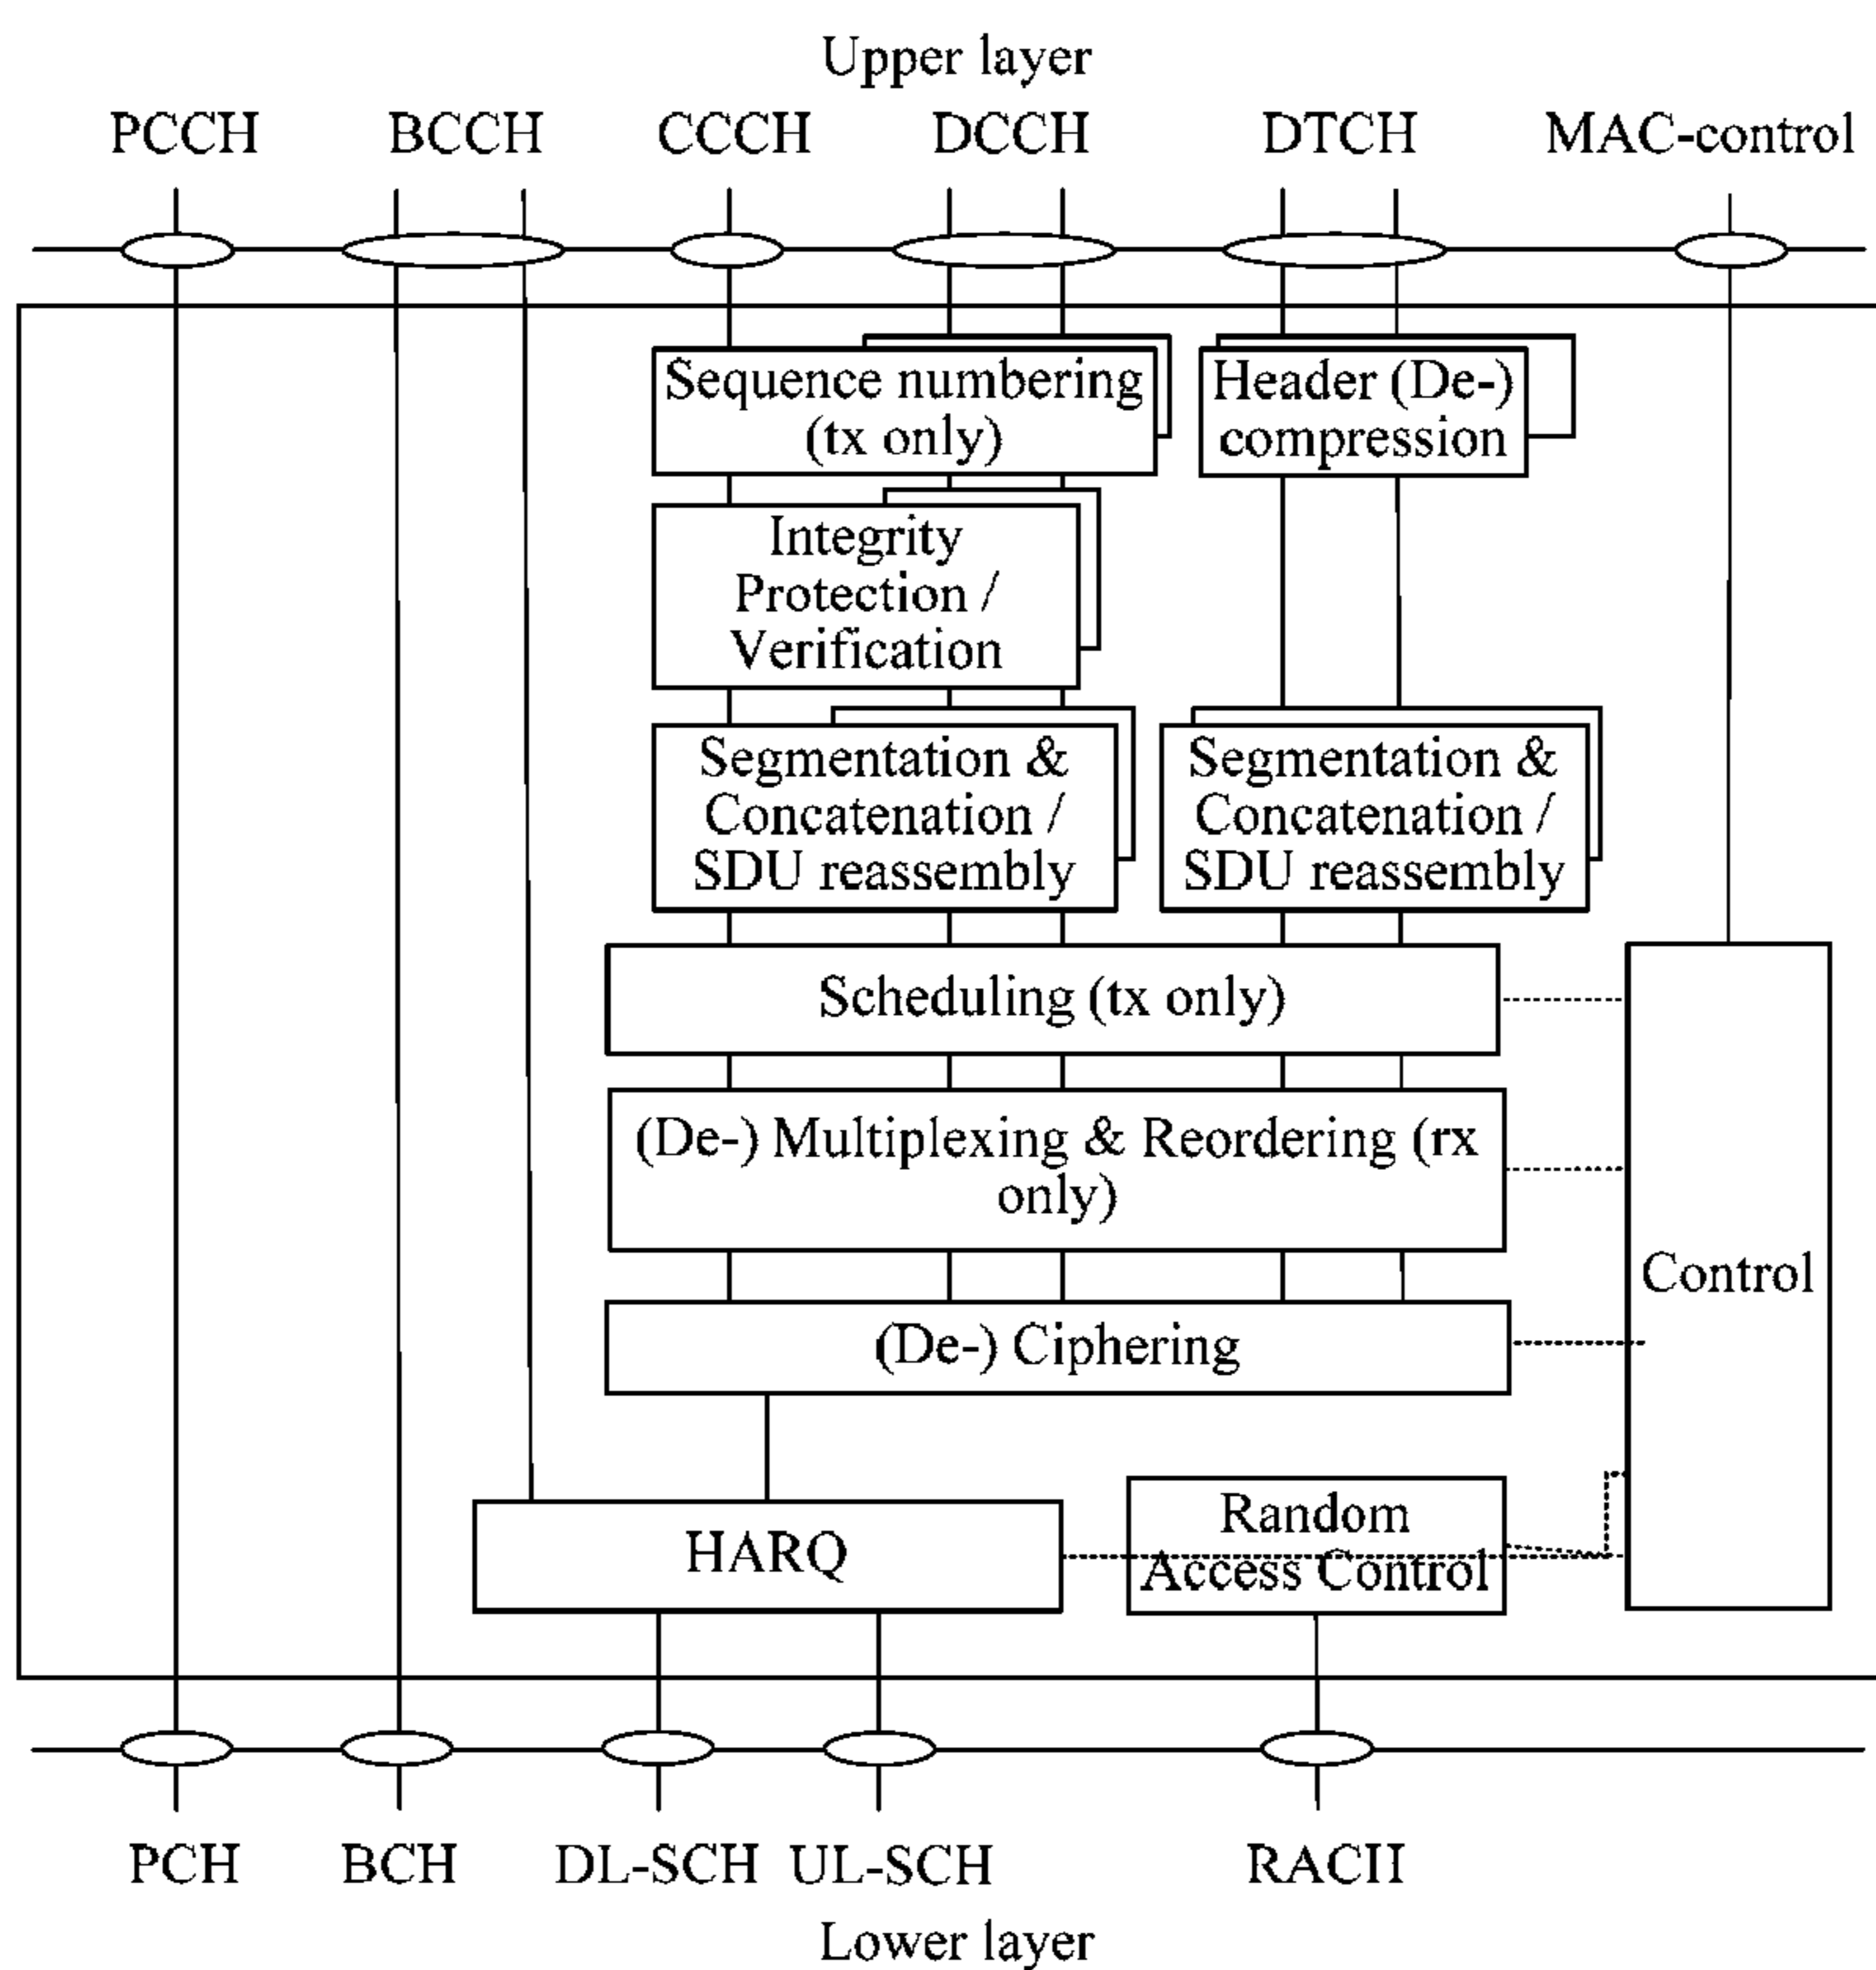 Upper layer
PCCH BCCH CCCH DCCH DTCH MAC-control
Sequence numbering
(tx only)
Header (De-)
compression
Integrity
Protection /
Verification
Segmentation &
Concatenation /
SDU reassembly
Segmentation &
Concatenation /
SDU reassembly
Scheduling (tx only)
(De-) Multiplexing & Reordering (rx
only)
Control
(De-) Ciphering
HARQ
Random
Access Control
PCH BCH DL-SCH UL-SCH RACH
Lower layer